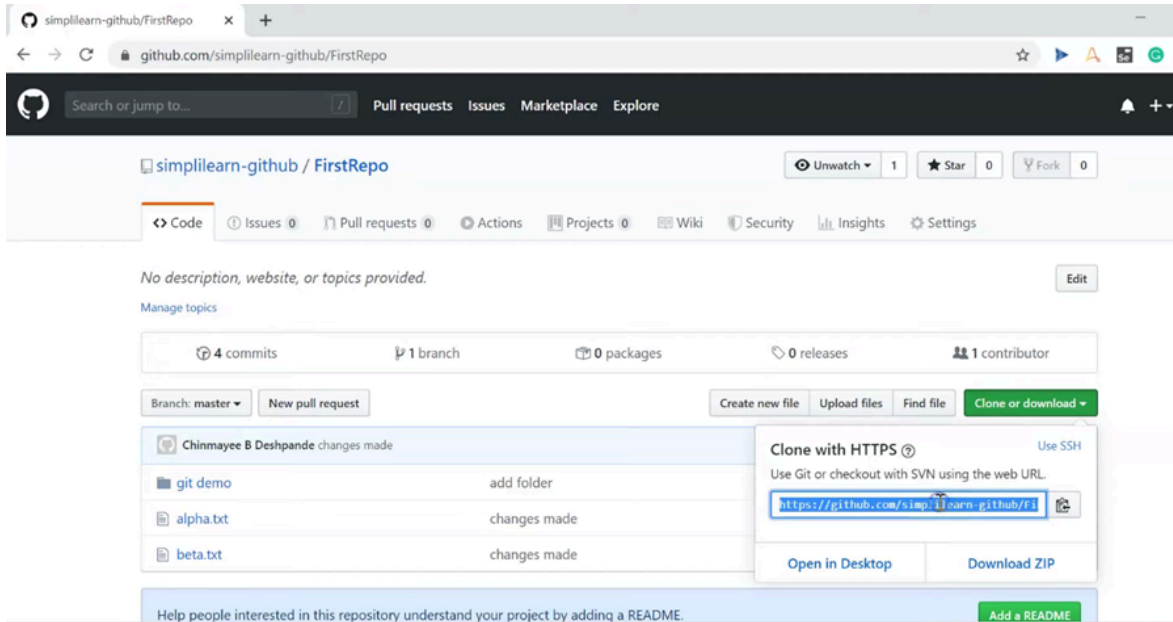 simplilearn-github/FirstRepo
github.com/simplilearn-github/FirstRepo
Search or jump to... / Pull requests Issues Marketplace Explore
simplilearn-github / FirstRepo Unwatch 1 Star 0 Fork 0
Code Issues 0 Pull requests 0 Actions Projects 0 Wiki Security Insights Settings
No description, website, or topics provided. Edit
Manage topics
4 commits 1 branch 0 packages 0 releases 1 contributor
Branch: master New pull request Create new file Upload files Find file Clone or download
Chinmayee B Deshpande changes made
Clone with HTTPS Use SSH
Use Git or checkout with SVN using the web URL.
git demo add folder
https://github.com/simplilearn-github/Fi
alpha.txt changes made
beta.txt changes made
Open in Desktop Download ZIP
Help people interested in this repository understand your project by adding a README. Add a README